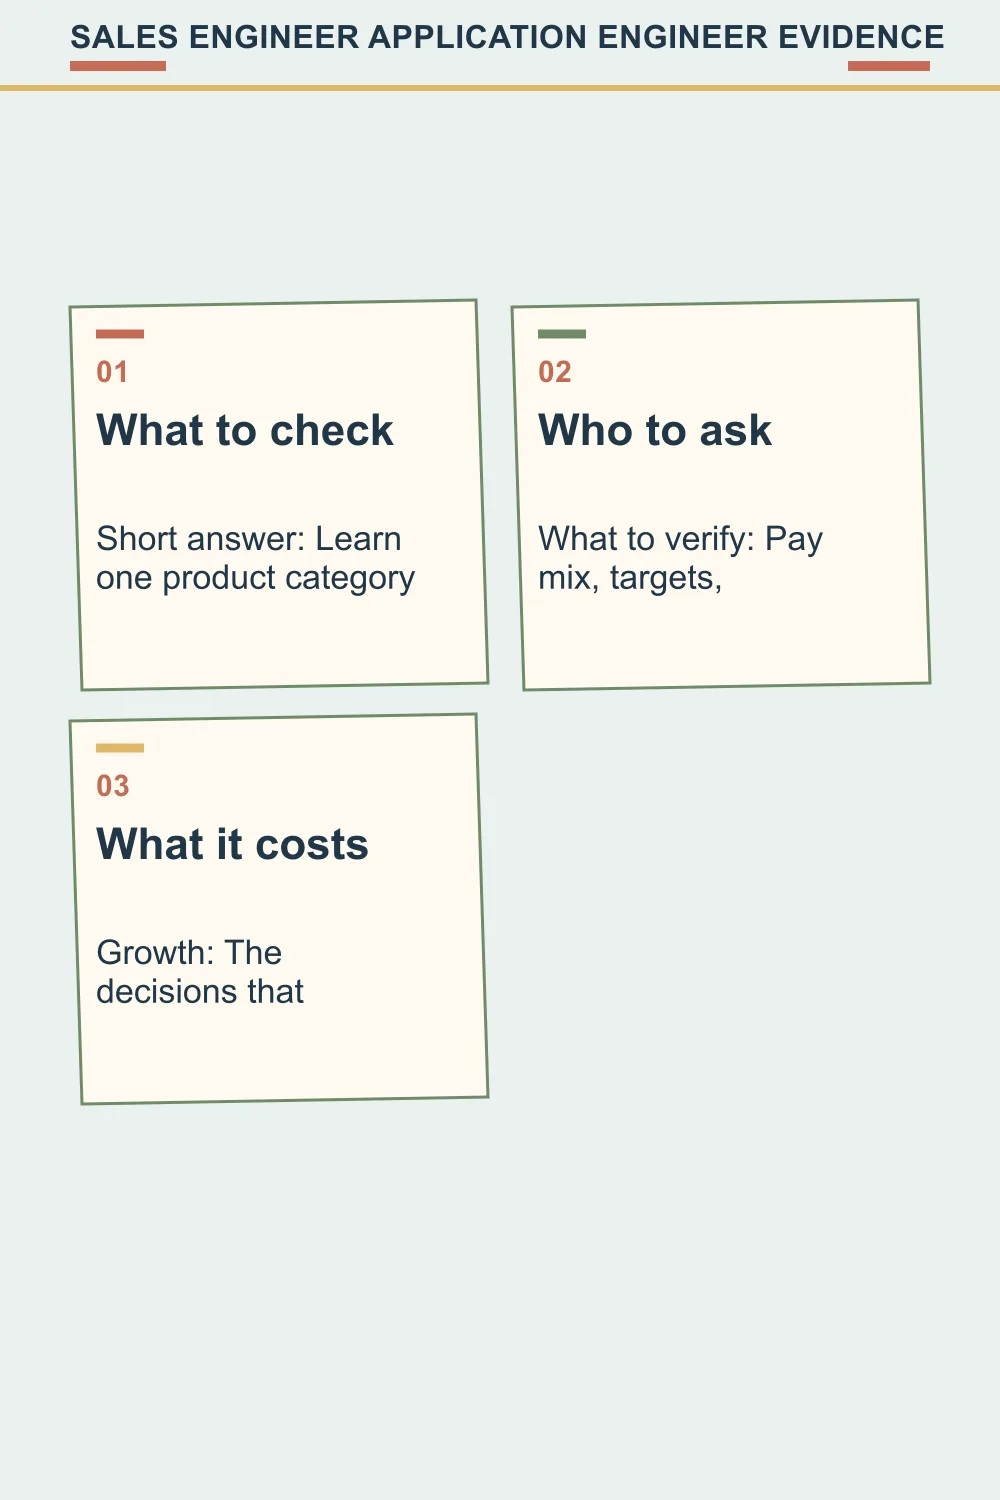 SALES ENGINEER APPLICATION ENGINEER EVIDENCE
01
What to check
Short answer: Learn
one product category
02
Who to ask
What to verify: Pay
mix, targets,
03
What it costs
Growth: The
decisions that